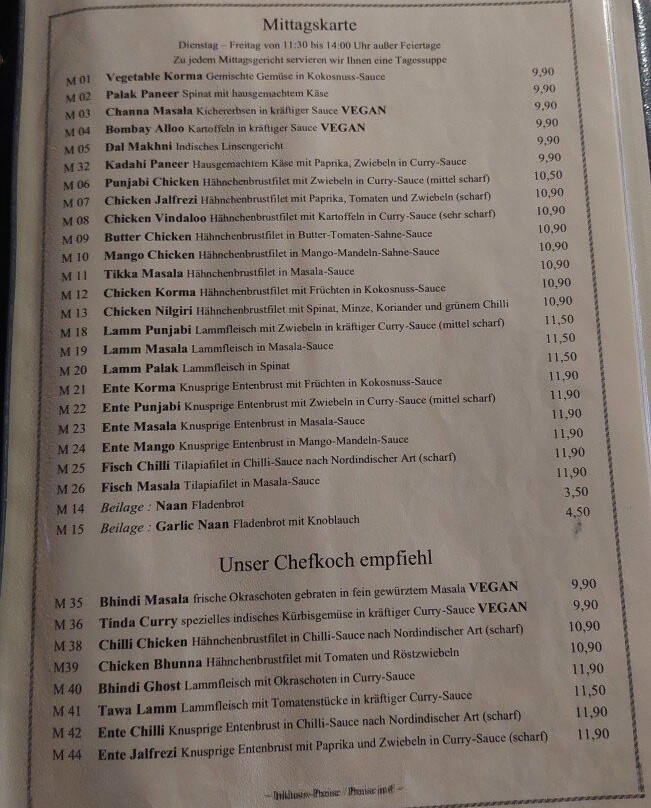 Mittagskarte
Dienstag – Freitag von 11:30 bis 14:00 Uhr außer Feiertage
Zu jedem Mittagsgericht servieren wir Ihnen eine Tagessuppe
M 01 Vegetable Korma Gemischte Gemüse in Kokosnuss-Sauce 9,90
M 02 Palak Paneer Spinat mit hausgemachtem Käse 9,90
M 03 Channa Masala Kichererbsen in kräftiger Sauce VEGAN 9,90
M 04 Bombay Alloo Kartoffeln in kräftiger Sauce VEGAN 9,90
M 05 Dal Makhni Indisches Linsengericht 9,90
M 32 Kadahi Paneer Hausgemachtem Käse mit Paprika, Zwiebeln in Curry-Sauce 9,90
M 06 Punjabi Chicken Hähnchenbrustfilet mit Zwiebeln in Curry-Sauce (mittel scharf) 10,50
M 07 Chicken Jalfrezi Hähnchenbrustfilet mit Paprika, Tomaten und Zwiebeln (scharf) 10,90
M 08 Chicken Vindaloo Hähnchenbrustfilet mit Kartoffeln in Curry-Sauce (sehr scharf) 10,90
M 09 Butter Chicken Hähnchenbrustfilet in Butter-Tomaten-Sahne-Sauce 10,90
M 10 Mango Chicken Hähnchenbrustfilet in Mango-Mandeln-Sahne-Sauce 10,90
M 11 Tikka Masala Hähnchenbrustfilet in Masala-Sauce 10,90
M 12 Chicken Korma Hähnchenbrustfilet mit Früchten in Kokosnuss-Sauce 10,90
M 13 Chicken Nilgiri Hähnchenbrustfilet mit Spinat, Minze, Koriander und grünem Chilli 10,90
M 18 Lamm Punjabi Lammfleisch mit Zwiebeln in kräftiger Curry-Sauce (mittel scharf) 11,50
M 19 Lamm Masala Lammfleisch in Masala-Sauce 11,50
M 20 Lamm Palak Lammfleisch in Spinat 11,50
M 21 Ente Korma Knusprige Entenbrust mit Früchten in Kokosnuss-Sauce 11,90
M 22 Ente Punjabi Knusprige Entenbrust mit Zwiebeln in Curry-Sauce (mittel scharf) 11,90
M 23 Ente Masala Knusprige Entenbrust in Masala-Sauce 11,90
M 24 Ente Mango Knusprige Entenbrust in Mango-Mandeln-Sauce 11,90
M 25 Fisch Chilli Tilapiafilet in Chilli-Sauce nach Nordindischer Art (scharf) 11,90
M 26 Fisch Masala Tilapiafilet in Masala-Sauce 11,90
M 14 Beilage : Naan Fladenbrot 3,50
M 15 Beilage : Garlic Naan Fladenbrot mit Knoblauch 4,50
Unser Chefkoch empfiehl
M 35 Bhindi Masala frische Okraschoten gebraten in fein gewürztem Masala VEGAN 9,90
M 36 Tinda Curry spezielles indisches Kürbisgemüse in kräftiger Curry-Sauce VEGAN 9,90
M 38 Chilli Chicken Hähnchenbrustfilet in Chilli-Sauce nach Nordindischer Art (scharf) 10,90
M39 Chicken Bhunna Hähnchenbrustfilet mit Tomaten und Röstzwiebeln 10,90
M 40 Bhindi Ghost Lammfleisch mit Okraschoten in Curry-Sauce 11,90
M 41 Tawa Lamm Lammfleisch mit Tomatenstücke in kräftiger Curry-Sauce 11,50
M 42 Ente Chilli Knusprige Entenbrust in Chilli-Sauce nach Nordindischer Art (scharf) 11,90
M 44 Ente Jalfrezi Knusprige Entenbrust mit Paprika und Zwiebeln in Curry-Sauce (scharf) 11,90